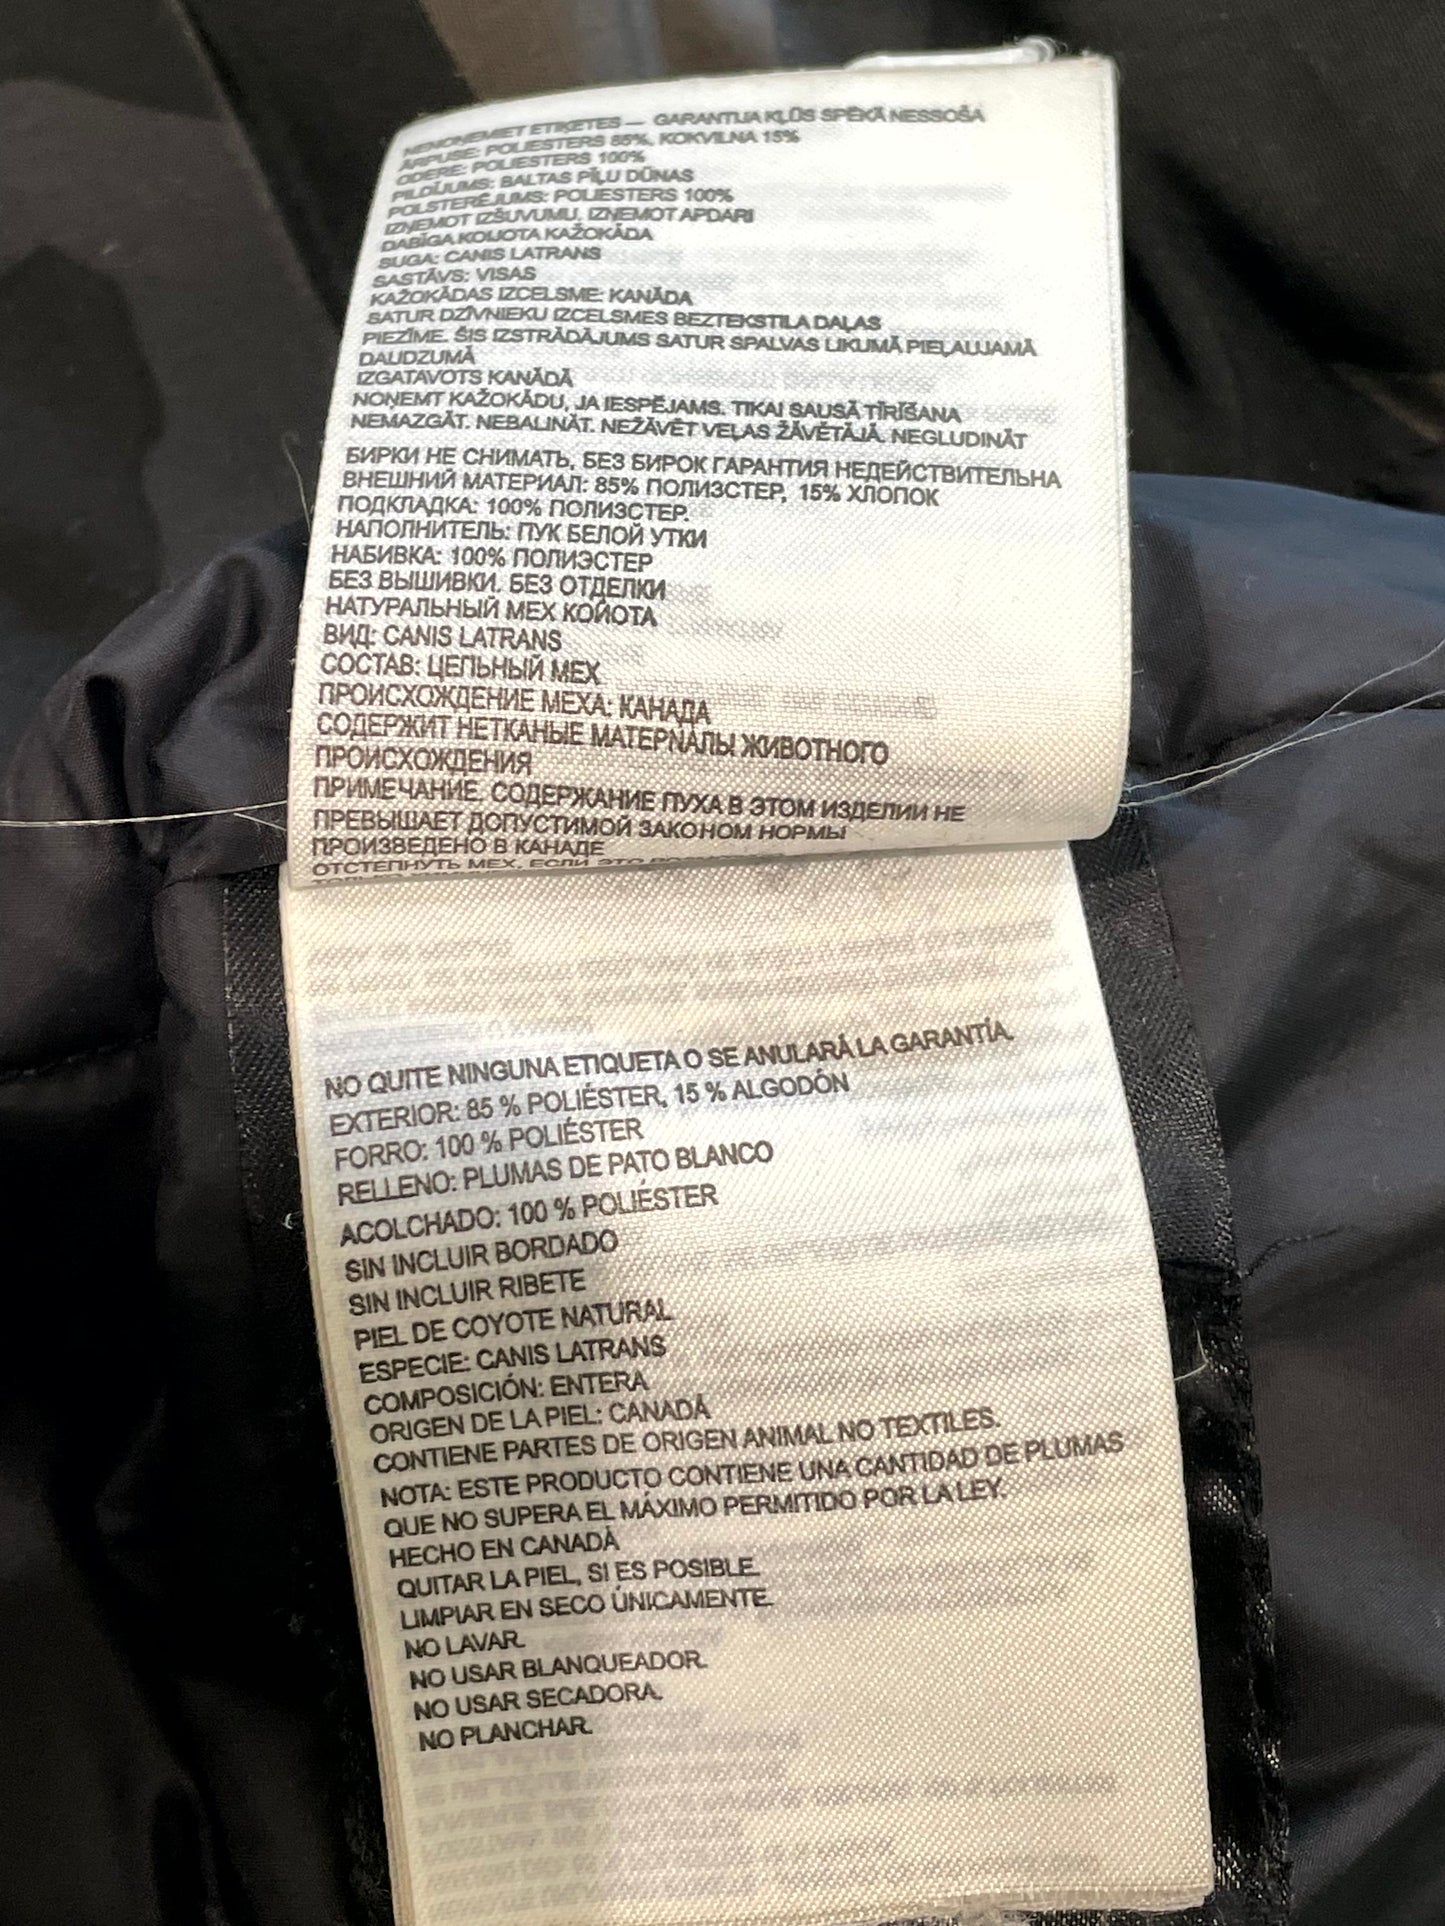 NENOŅEMIET ETIĶETES — GARANTIJA KĻŪS SPĒKĀ NESSOŠA
ĀRPUSE: POLIESTERS 85%, KOKVILNA 15%
ODERE: POLIESTERS 100%
PILDĪJUMS: BALTAS PĪĻU DŪNAS
POLSTERĒJUMS: POLIESTERS 100%
IZŅEMOT IZŠUVUMU, IZŅEMOT APDARI
DABĪGA KOIJOTA KAŽOKĀDA
SUGA: CANIS LATRANS
SASTĀVS: VISAS
KAŽOKĀDAS IZCELSME: KANĀDA
SATUR DZĪVNIEKU IZCELSMES BEZTEKSTILA DAĻAS
PIEZĪME. ŠIS IZSTRĀDĀJUMS SATUR SPALVAS LIKUMĀ PIEĻAUJAMĀ
DAUDZUMĀ
IZGATAVOTS KANĀDĀ
NOŅEMT KAŽOKĀDU, JA IESPĒJAMS. TIKAI SAUSĀ TĪRĪŠANA
NEMAZGĀT. NEBALINĀT. NEŽĀVĒT VEĻAS ŽĀVĒTĀJĀ. NEGLUDINĀT
БИРКИ НЕ СНИМАТЬ, БЕЗ БИРОК ГАРАНТИЯ НЕДЕЙСТВИТЕЛЬНА
ВНЕШНИЙ МАТЕРИАЛ: 85% ПОЛИЗСТЕР, 15% ХЛОПОК
ПОДКЛАДКА: 100% ПОЛИЗСТЕР.
НАПОЛНИТЕЛЬ: ПУК БЕЛОЙ УТКИ
НАБИВКА: 100% ПОЛИЭСТЕР
БЕЗ ВЫШИВКИ. БЕЗ ОТДЕЛКИ
НАТУРАЛЬНЫЙ МЕХ КОЙОТА
ВИД: CANIS LATRANS
СОСТАВ: ЦЕПЬНЫЙ МЕХ
ПРОИСХОЖДЕНИЕ МЕХА: КАНАДА
СОДЕРЖИТ НЕТКАНЫЕ МАТЕРNАЛЫ ЖИВОТНОГО
ПРОИСХОЖДЕНИЯ
ПРИМЕЧАНИЕ. СОДЕРЖАНИЕ ПУХА В ЭТОМ ИЗДЕЛИИ НЕ
ПРЕВЫШАЕТ ДОПУСТИМОЙ ЗАКОНОМ НОРМЫ
ПРОИЗВЕДЕНО В КАНАДЕ
ОТСТЕПНУТЬ МЕХ, ЕСЛИ ЭТО
NO QUITE NINGUNA ETIQUETA O SE ANULARÁ LA GARANTÍA.
EXTERIOR: 85 % POLIÉSTER, 15 % ALGODÓN
FORRO: 100 % POLIÉSTER
RELLENO: PLUMAS DE PATO BLANCO
ACOLCHADO: 100 % POLIÉSTER
SIN INCLUIR BORDADO
SIN INCLUIR RIBETE
PIEL DE COYOTE NATURAL
ESPECIE: CANIS LATRANS
COMPOSICIÓN: ENTERA
ORIGEN DE LA PIEL: CANADÁ
CONTIENE PARTES DE ORIGEN ANIMAL NO TEXTILES.
NOTA: ESTE PRODUCTO CONTIENE UNA CANTIDAD DE PLUMAS
QUE NO SUPERA EL MÁXIMO PERMITIDO POR LA LEY.
HECHO EN CANADÁ
QUITAR LA PIEL, SI ES POSIBLE.
LIMPIAR EN SECO ÚNICAMENTE.
NO LAVAR.
NO USAR BLANQUEADOR.
NO USAR SECADORA.
NO PLANCHAR.